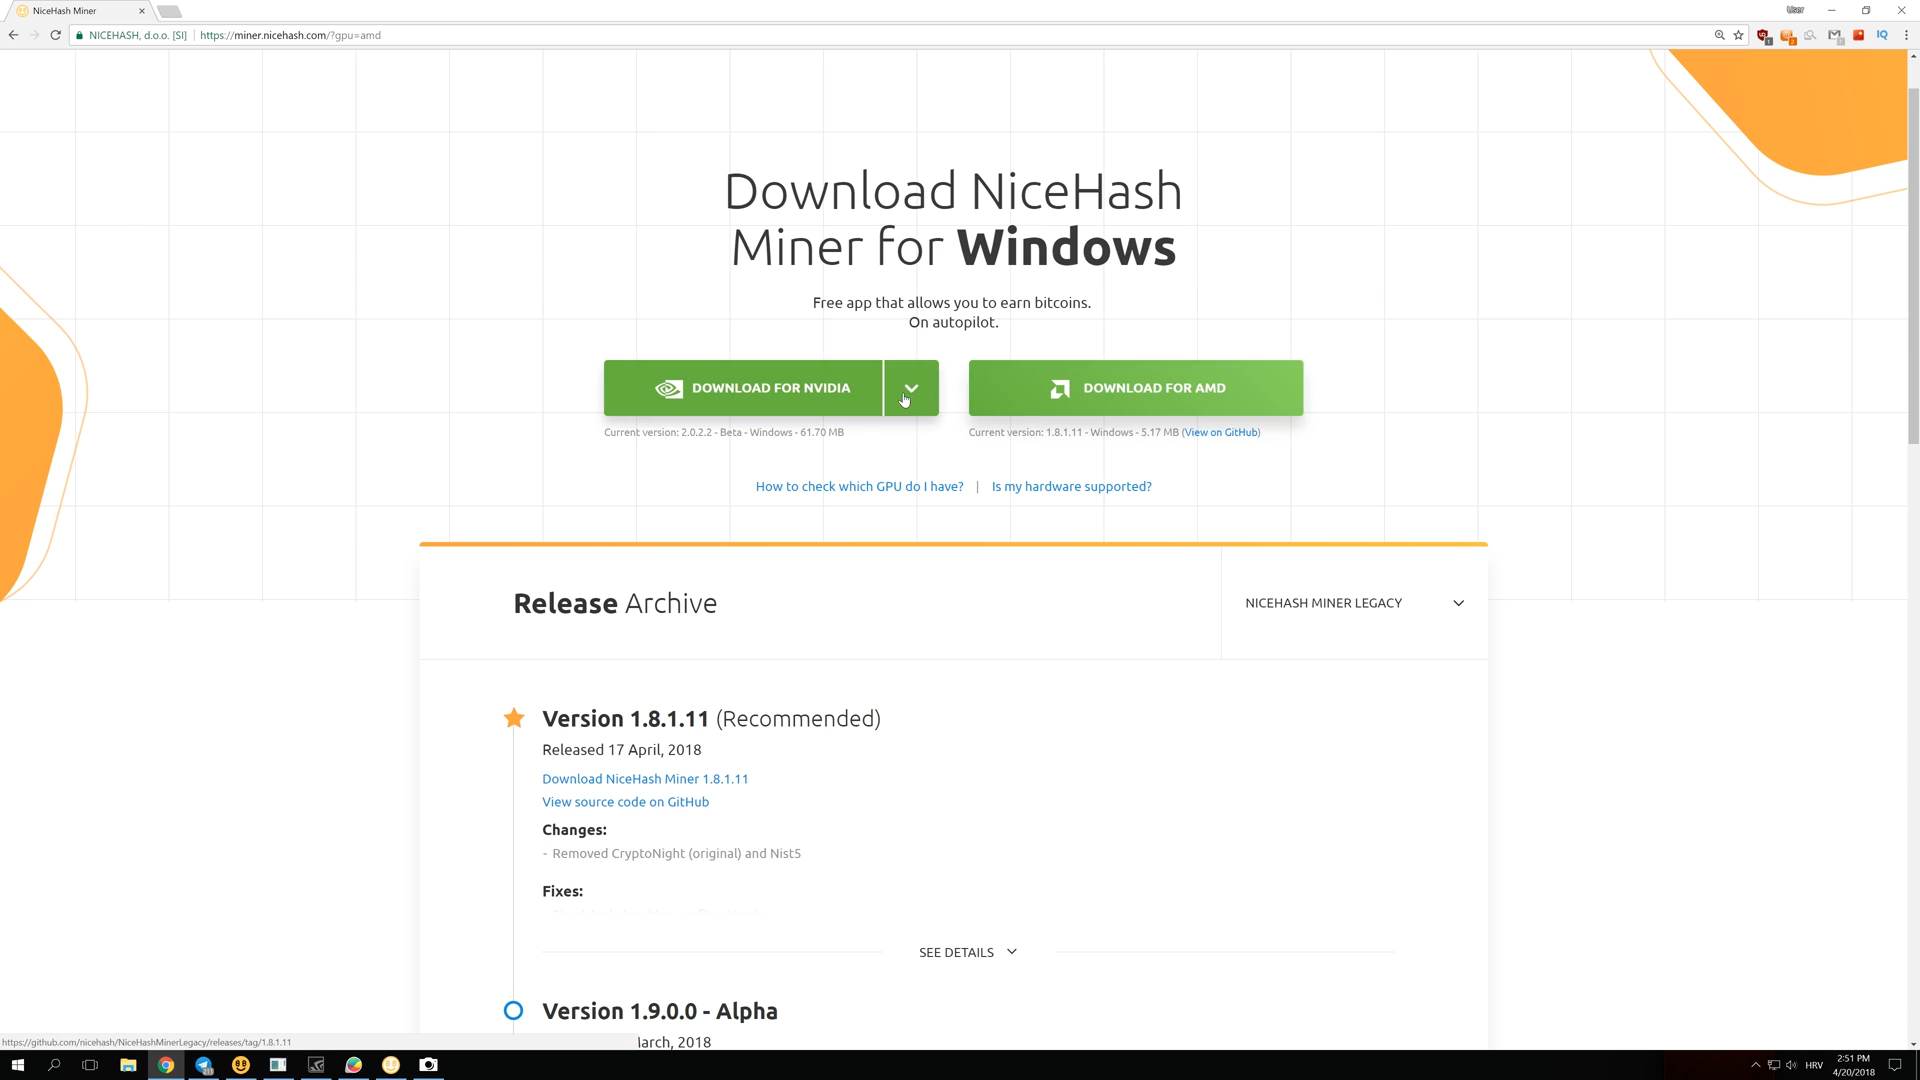 NiceHash Miner
User
NICEHASH, d.o.o. [SI]
https://miner.nicehash.com/?gpu=amd
IQ
Download NiceHash
Miner for Windows
Free app that allows you to earn bitcoins.
On autopilot.
DOWNLOAD FOR NVIDIA
DOWNLOAD FOR AMD
Current version: 2.0.2.2 - Beta - Windows - 61.70 MB
Current version: 1.8.1.11 - Windows - 5.17 MB (View on GitHub)
How to check which GPU do I have? | Is my hardware supported?
Release Archive
NICEHASH MINER LEGACY
Version 1.8.1.11 (Recommended)
Released 17 April, 2018
Download NiceHash Miner 1.8.1.11
View source code on GitHub
Changes:
- Removed CryptoNight (original) and Nist5
Fixes:
SEE DETAILS
Version 1.9.0.0 - Alpha
March, 2018
https://github.com/nicehash/NiceHashMinerLegacy/releases/tag/1.8.1.11
HRV
2:51 PM
4/20/2018